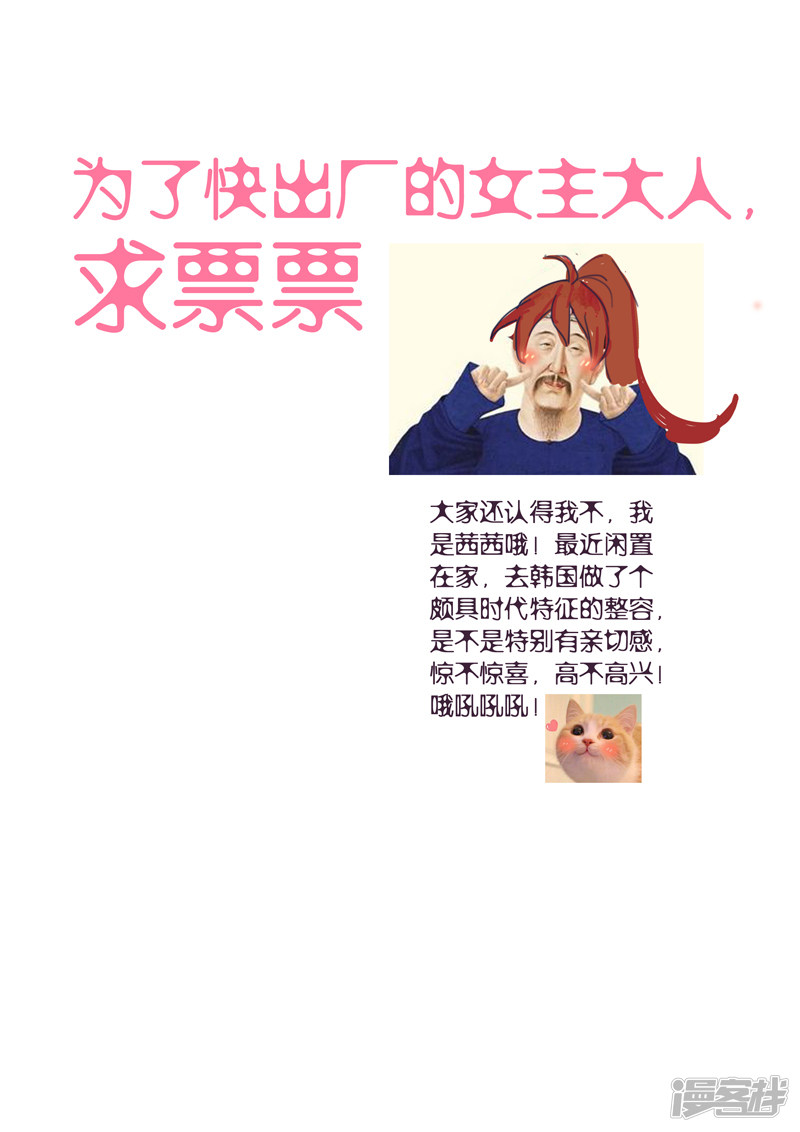 为了快出厂的女主大人，
求票票
大家还认得我不，我
是茜茜哦！最近闲置
在家，去韩国做了个
颇具时代特征的整容，
是不是特别有亲切感，
惊不惊喜，高不高兴！
哦吼吼吼！
漫客栈